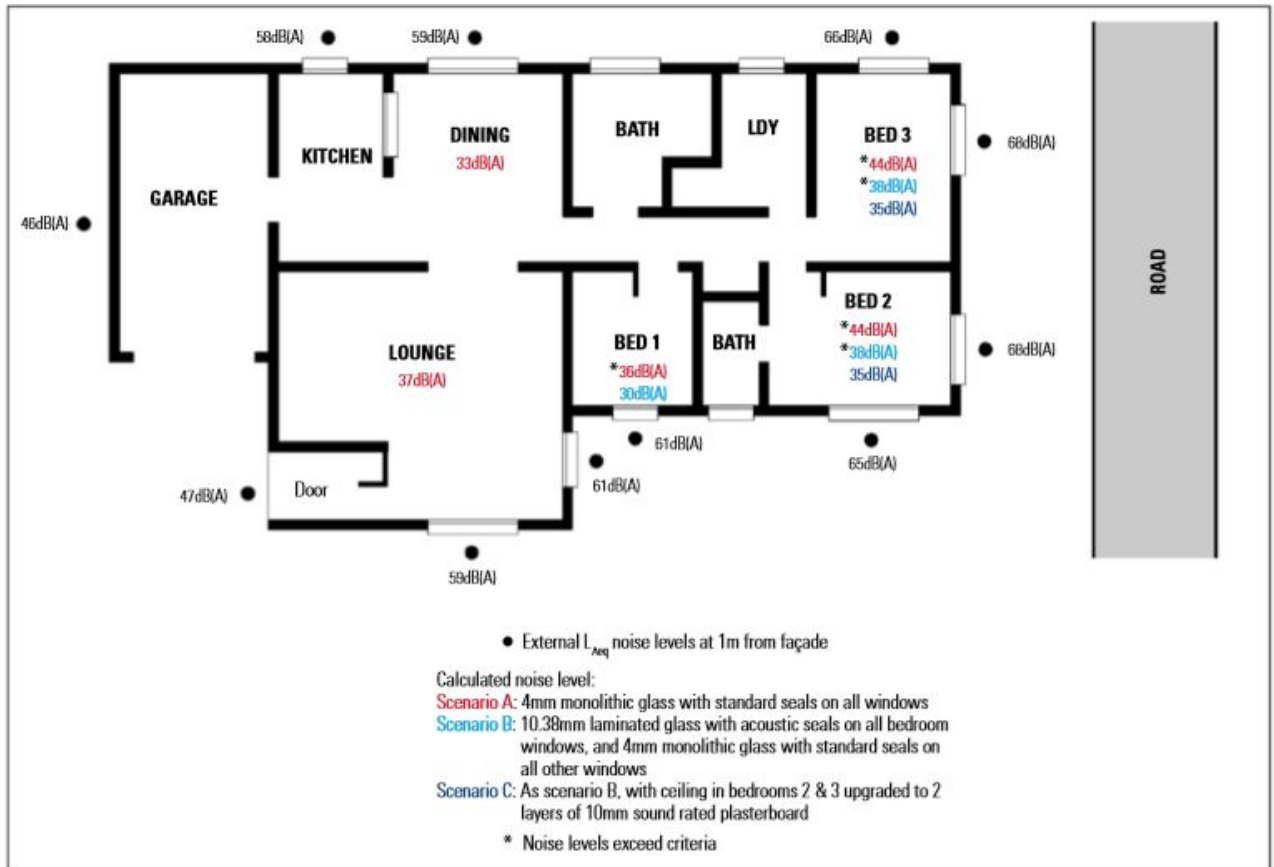 58dB(A)
59dB(A)
66dB(A)
KITCHEN
DINING
33dB(A)
BATH
LDY
BED 3
*44dB(A)
*38dB(A)
35dB(A)
68dB(A)
GARAGE
46dB(A)
ROAD
LOUNGE
37dB(A)
BED 1
*36dB(A)
30dB(A)
BATH
BED 2
*44dB(A)
*38dB(A)
35dB(A)
68dB(A)
61dB(A)
65dB(A)
61dB(A)
47dB(A)
Door
59dB(A)
● External LAeq noise levels at 1m from façade
Calculated noise level:
Scenario A: 4mm monolithic glass with standard seals on all windows
Scenario B: 10.38mm laminated glass with acoustic seals on all bedroom
windows, and 4mm monolithic glass with standard seals on
all other windows
Scenario C: As scenario B, with ceiling in bedrooms 2 & 3 upgraded to 2
layers of 10mm sound rated plasterboard
* Noise levels exceed criteria